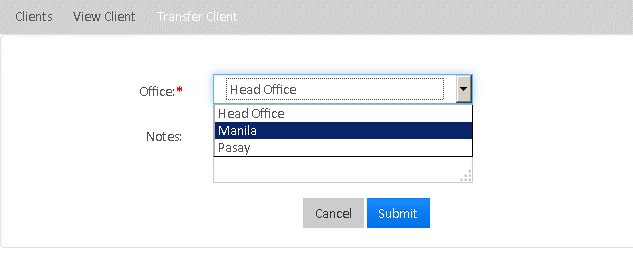 Clients View Client Transfer Client
Office:* Head Office
Head Office
Notes: Manila
Pasay
Cancel Submit